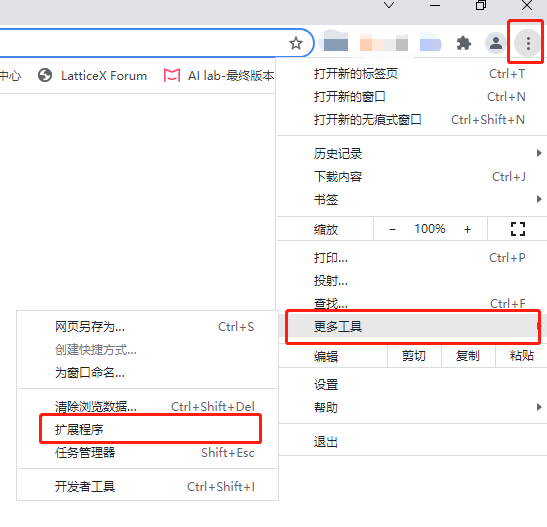 中心 LatticeX Forum AI lab-最终版本
打开新的标签页 Ctrl+T
打开新的窗口 Ctrl+N
打开新的无痕式窗口 Ctrl+Shift+N
历史记录
下载内容 Ctrl+J
书签
缩放 − 100% + 
打印... Ctrl+P
投射...
查找... Ctrl+F
更多工具
编辑 剪切 复制 粘贴
设置
帮助
退出
网页另存为... Ctrl+S
创建快捷方式...
为窗口命名...
清除浏览数据... Ctrl+Shift+Del
扩展程序
任务管理器 Shift+Esc
开发者工具 Ctrl+Shift+I